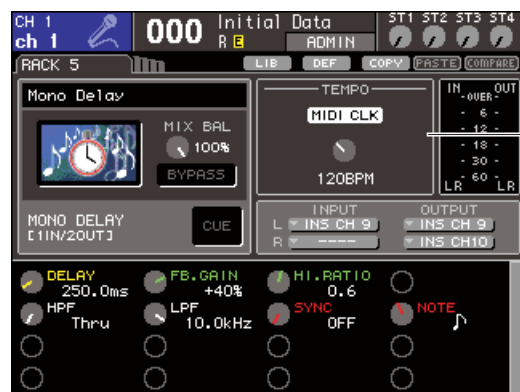 CH 1
ch 1
000
Initial Data
R E
ADMIN
ST1 ST2 ST3 ST4
RACK 5
LIB
DEF
COPY
PASTE
COMPARE
Mono Delay
MIX BAL
100%
BYPASS
MONO DELAY
[1IN/2OUT]
CUE
TEMPO
MIDI CLK
120BPM
IN OUT
-OVER-
- 6 -
- 12 -
- 18 -
- 30 -
- 60 -
LR LR
INPUT OUTPUT
L INS CH 9 INS CH 9
R ---- INS CH10
DELAY
250.0ms
FB.GAIN
+40%
HI.RATIO
0.6
HPF
Thru
LPF
10.0kHz
SYNC
OFF
NOTE
♪